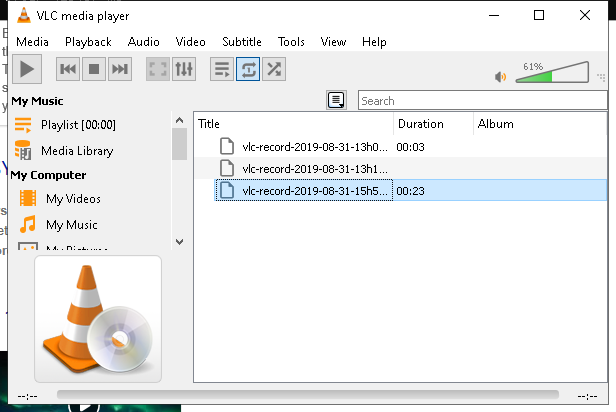 VLC media player
Media Playback Audio Video Subtitle Tools View Help
61%
My Music
Search
Playlist [00:00]
Title Duration Album
Media Library
vlc-record-2019-08-31-13h0... 00:03
My Computer
vlc-record-2019-08-31-13h1...
My Videos
vlc-record-2019-08-31-15h5... 00:23
My Music
My Pictures
--:-- --:--